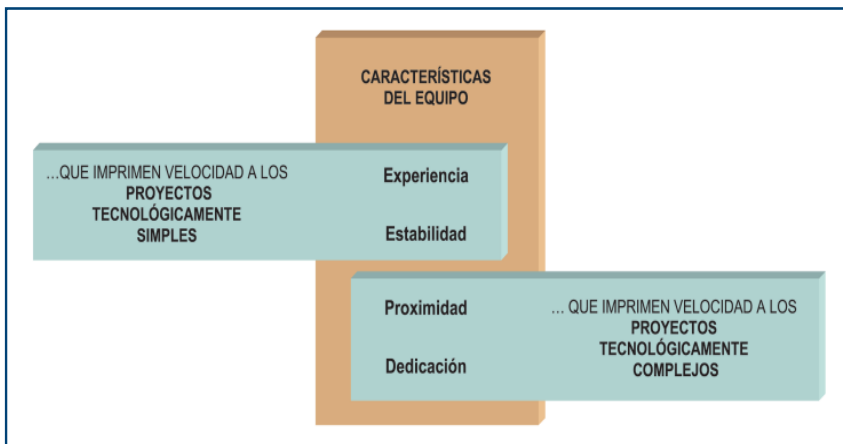 CARACTERÍSTICAS
DEL EQUIPO
...QUE IMPRIMEN VELOCIDAD A LOS
PROYECTOS
TECNOLÓGICAMENTE
SIMPLES
Experiencia
Estabilidad
Proximidad
Dedicación
... QUE IMPRIMEN VELOCIDAD A LOS
PROYECTOS
TECNOLÓGICAMENTE
COMPLEJOS